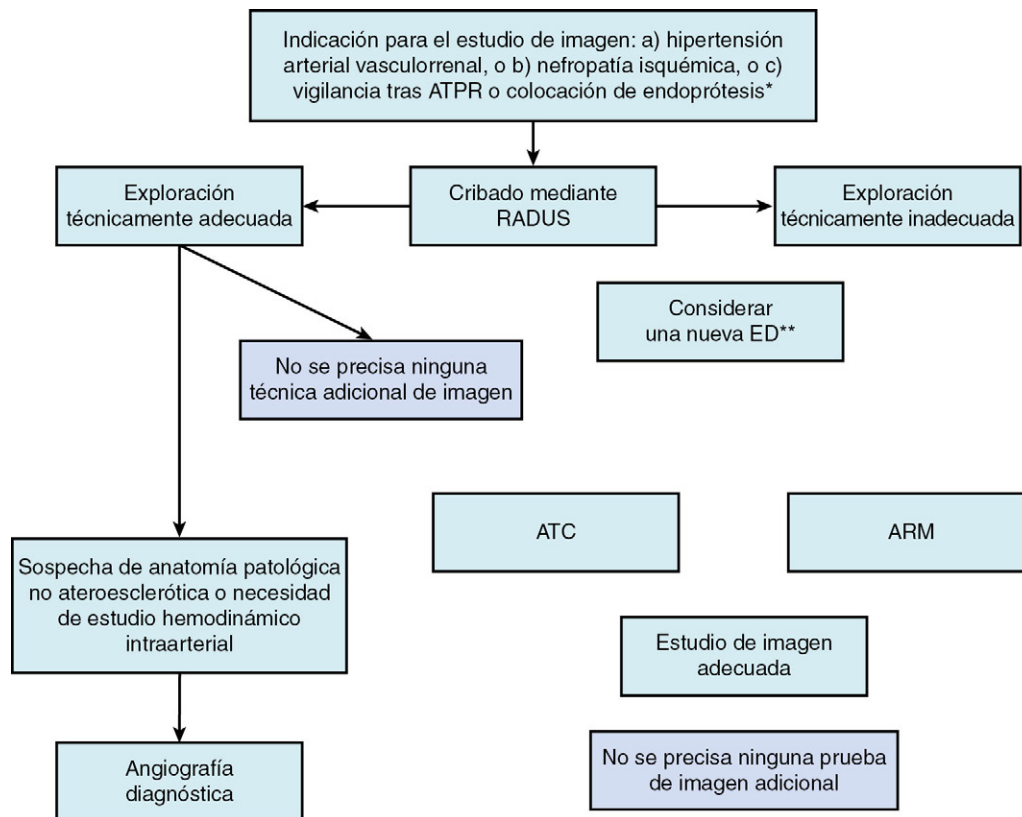 Indicación para el estudio de imagen: a) hipertensión
arterial vasculorrenal, o b) nefropatía isquémica, o c)
vigilancia tras ATPR o colocación de endoprótesis*
Exploración
técnicamente adecuada
Cribado mediante
RADUS
Exploración
técnicamente inadecuada
Considerar
una nueva ED**
No se precisa ninguna
técnica adicional de imagen
ATC
ARM
Sospecha de anatomía patológica
no ateroesclerótica o necesidad
de estudio hemodinámico
intraarterial
Estudio de imagen
adecuada
Angiografía
diagnóstica
No se precisa ninguna prueba
de imagen adicional